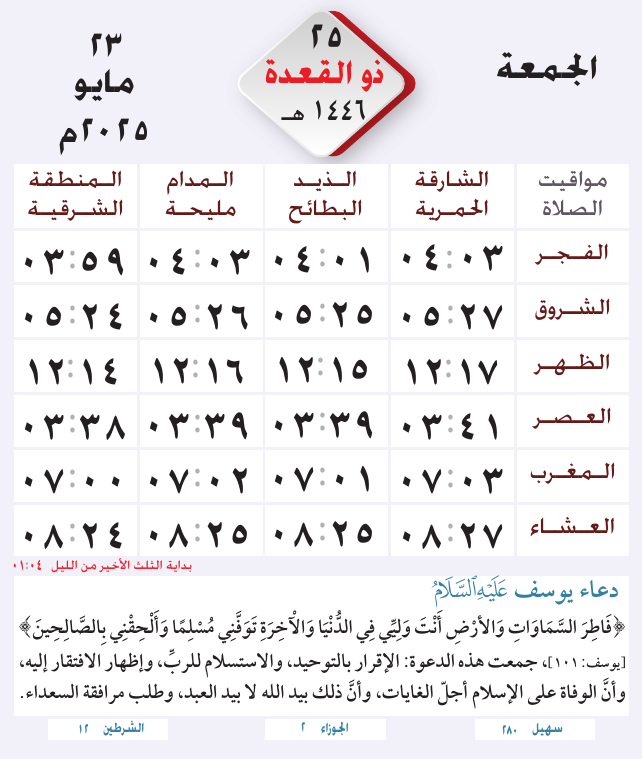 الجمعة
٢٥
ذو القعدة
١٤٤٦ هـ
٢٣
مايو
٢٠٢٥م
مواقيت الصلاة | الشارقة الحمرية | الذيد البطائح | المدام مليحة | المنطقة الشرقية
الفجر ٠٤:٠٣ ٠٤:٠١ ٠٤:٠٣ ٠٣:٥٩
الشروق ٠٥:٢٧ ٠٥:٢٥ ٠٥:٢٦ ٠٥:٢٤
الظهر ١٢:١٧ ١٢:١٥ ١٢:١٦ ١٢:١٤
العصر ٠٣:٤١ ٠٣:٣٩ ٠٣:٣٩ ٠٣:٣٨
المغرب ٠٧:٠٣ ٠٧:٠١ ٠٧:٠٢ ٠٧:٠٠
العشاء ٠٨:٢٧ ٠٨:٢٥ ٠٨:٢٥ ٠٨:٢٤
بداية الثلث الأخير من الليل ٠١:٠٤
دعاء يوسف عَلَيْهِ السَّلَامُ
﴿فَاطِرَ السَّمَاوَاتِ وَالْأَرْضِ أَنْتَ وَلِيِّي فِي الدُّنْيَا وَالْآخِرَةِ تَوَفَّنِي مُسْلِمًا وَأَلْحِقْنِي بِالصَّالِحِينَ﴾
[يوسف: ١٠١]، جمعت هذه الدعوة: الإقرار بالتوحيد، والاستسلام للربِّ، وإظهار الافتقار إليه،
وأنَّ الوفاة على الإسلام أجلّ الغايات، وأنَّ ذلك بيد الله لا بيد العبد، وطلب مرافقة السعداء.
سهيل ٢٨٠ الجوزاء ٢ الشرطين ١٢